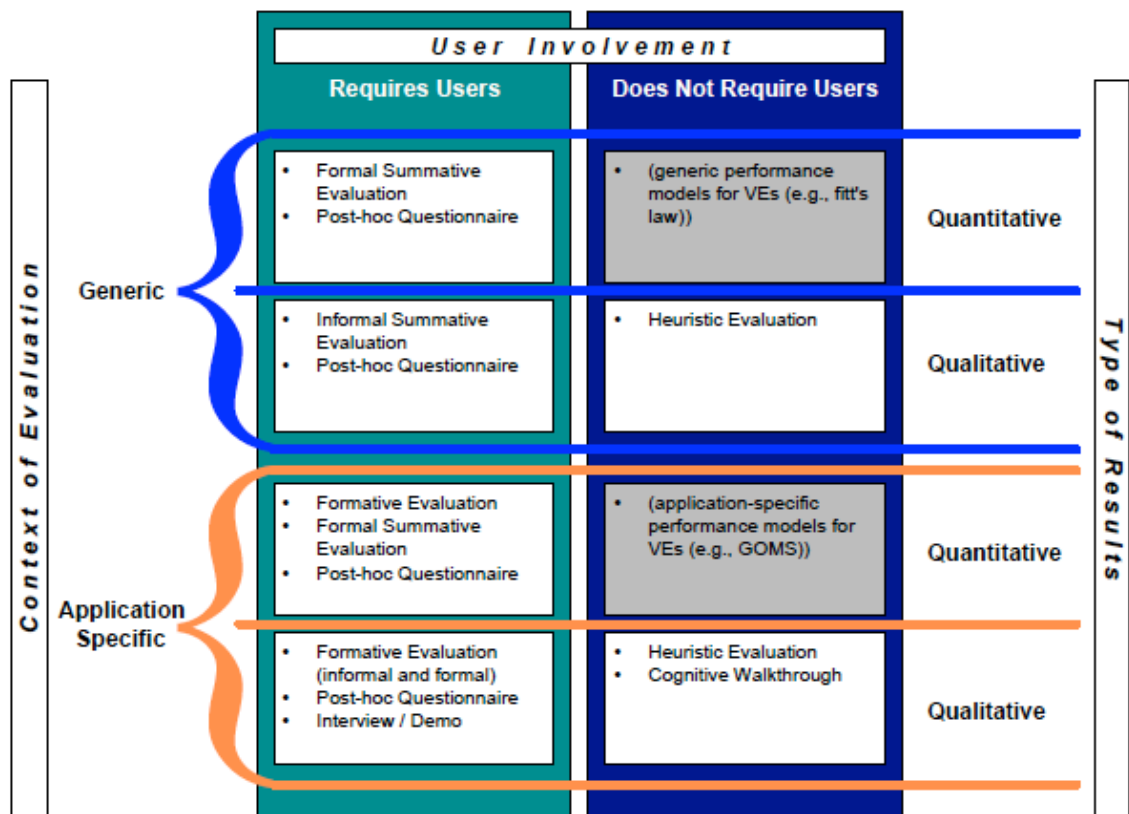 User Involvement
Requires Users
Does Not Require Users
Context of Evaluation
Generic
• Formal Summative
Evaluation
• Post-hoc Questionnaire
• (generic performance
models for VEs (e.g., fitt's
law))
Quantitative
• Informal Summative
Evaluation
• Post-hoc Questionnaire
• Heuristic Evaluation
Qualitative
Application
Specific
• Formative Evaluation
• Formal Summative
Evaluation
• Post-hoc Questionnaire
• (application-specific
performance models for
VEs (e.g., GOMS))
Quantitative
• Formative Evaluation
(informal and formal)
• Post-hoc Questionnaire
• Interview / Demo
• Heuristic Evaluation
• Cognitive Walkthrough
Qualitative
Type of Results